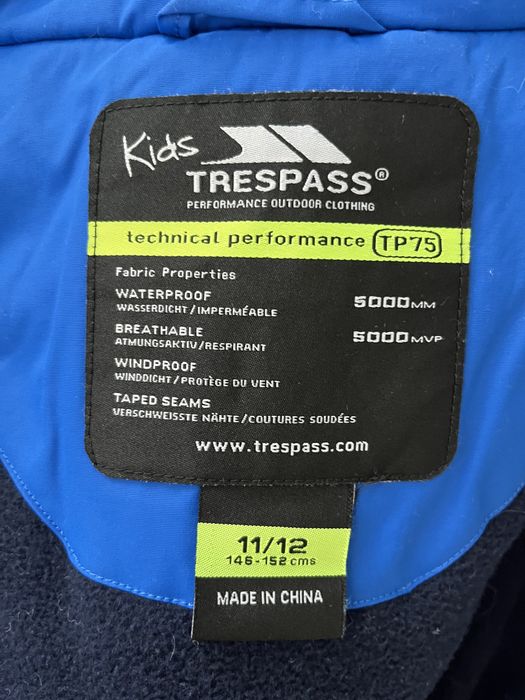 Kids
TRESPASS®
PERFORMANCE OUTDOOR CLOTHING
technical performance TP75
Fabric Properties
WATERPROOF 5000MM
WASSERDICHT/IMPERMÉABLE
BREATHABLE 5000MVP
ATMUNGSAKTIV/RESPIRANT
WINDPROOF
WINDDICHT/PROTÈGE DU VENT
TAPED SEAMS
VERSCHWEISSTE NÄHTE/COUTURES SOUDÉES
www.trespass.com
11/12
146-152 cms
MADE IN CHINA